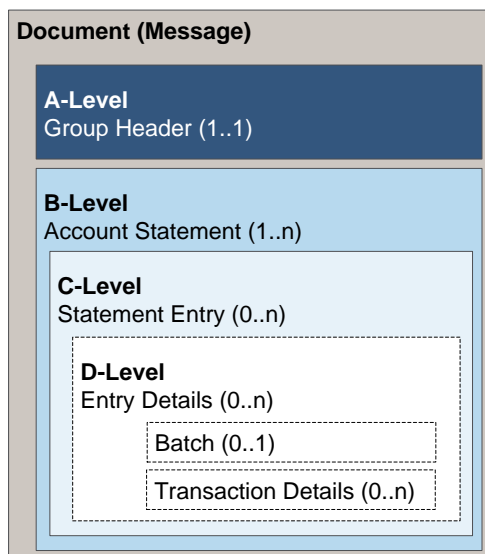 Document (Message)
A-Level
Group Header (1..1)
B-Level
Account Statement (1..n)
C-Level
Statement Entry (0..n)
D-Level
Entry Details (0..n)
Batch (0..1)
Transaction Details (0..n)